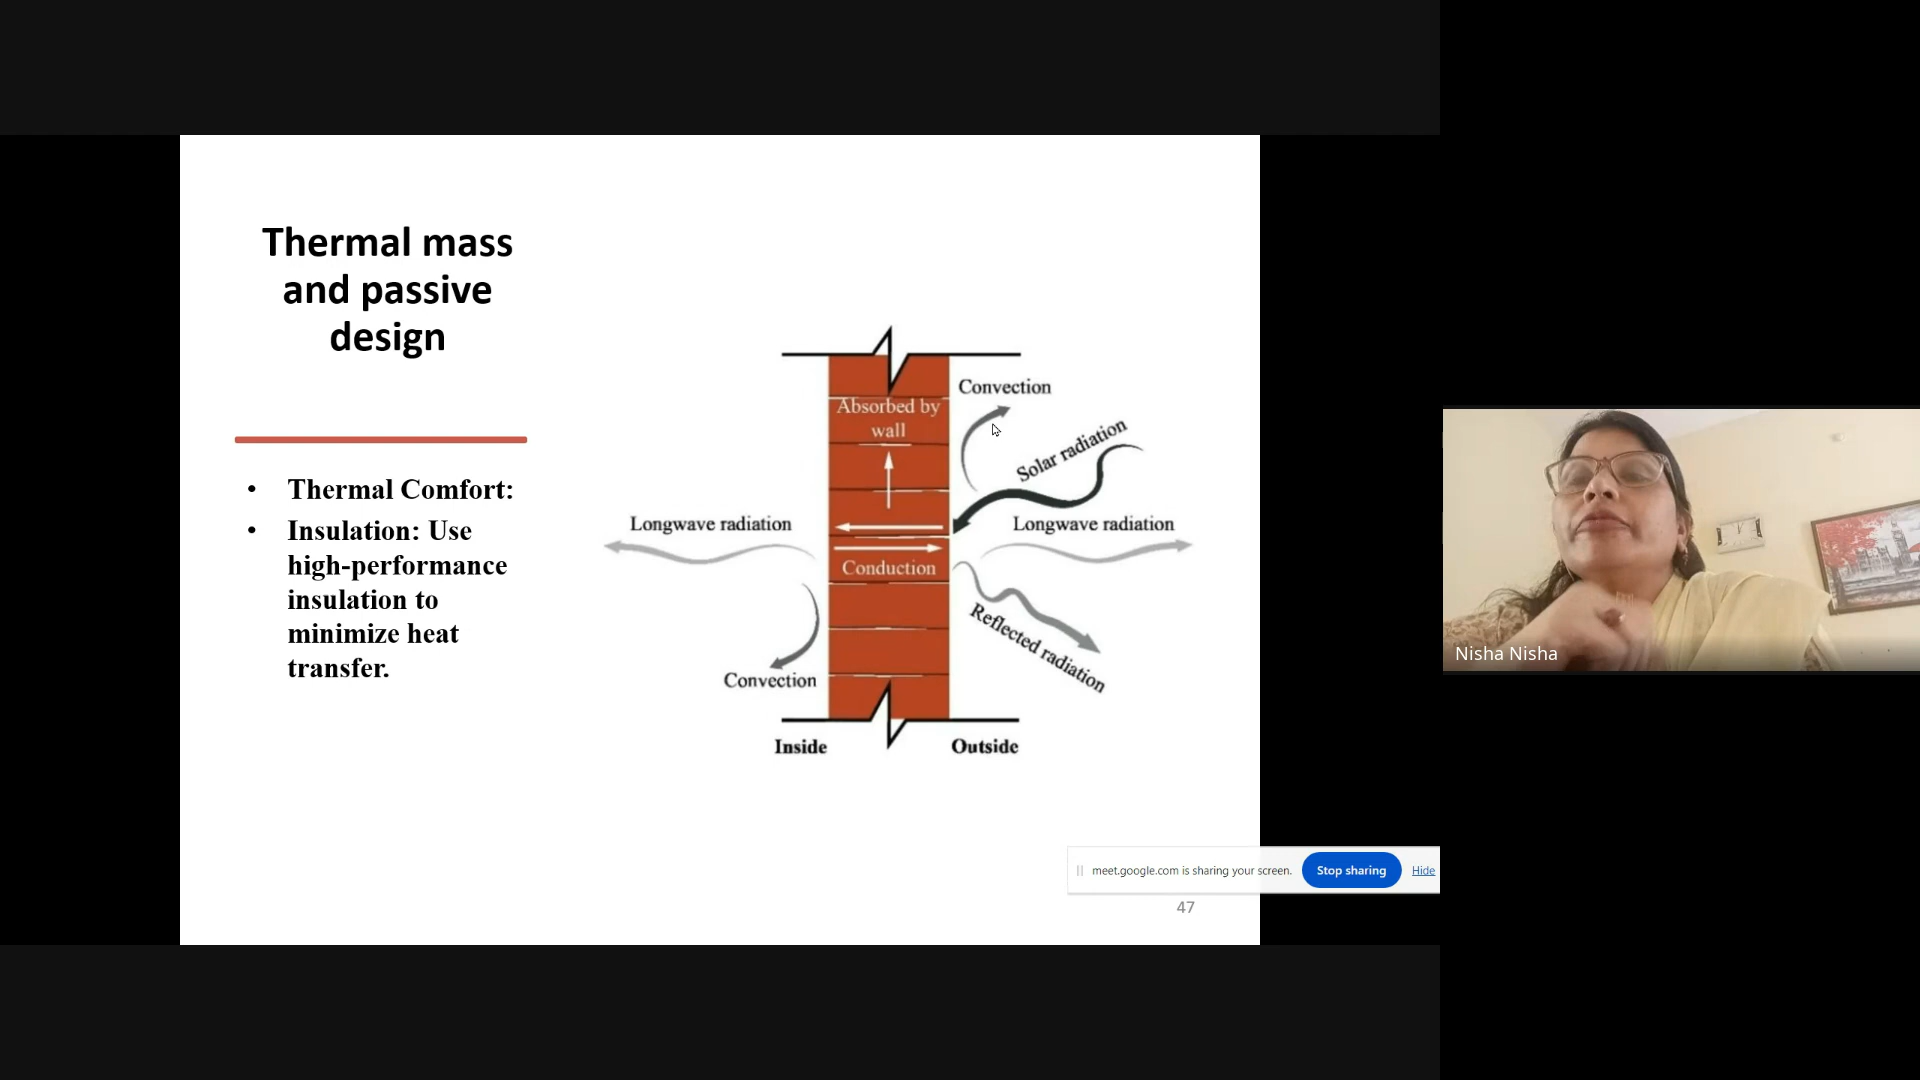 Thermal mass
and passive
design
• Thermal Comfort:
• Insulation: Use
high-performance
insulation to
minimize heat
transfer.
Convection
Absorbed by
wall
Solar radiation
Longwave radiation
Longwave radiation
Conduction
Reflected radiation
Convection
Inside
Outside
meet.google.com is sharing your screen.
Stop sharing
Hide
47
Nisha Nisha